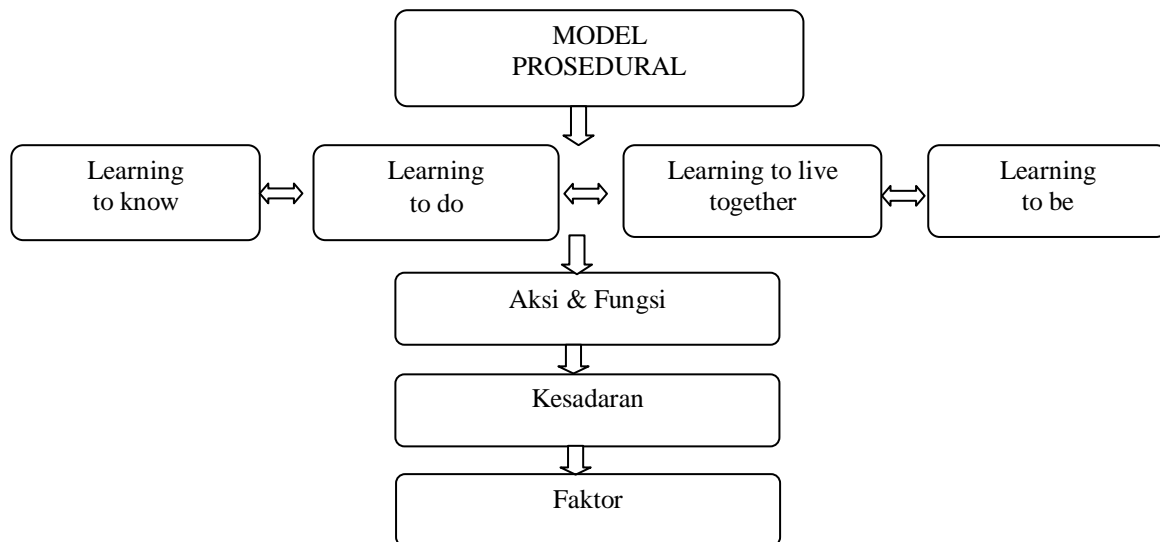 MODEL
PROSEDURAL
Learning
to know
Learning
to do
Learning to live
together
Learning
to be
Aksi & Fungsi
Kesadaran
Faktor